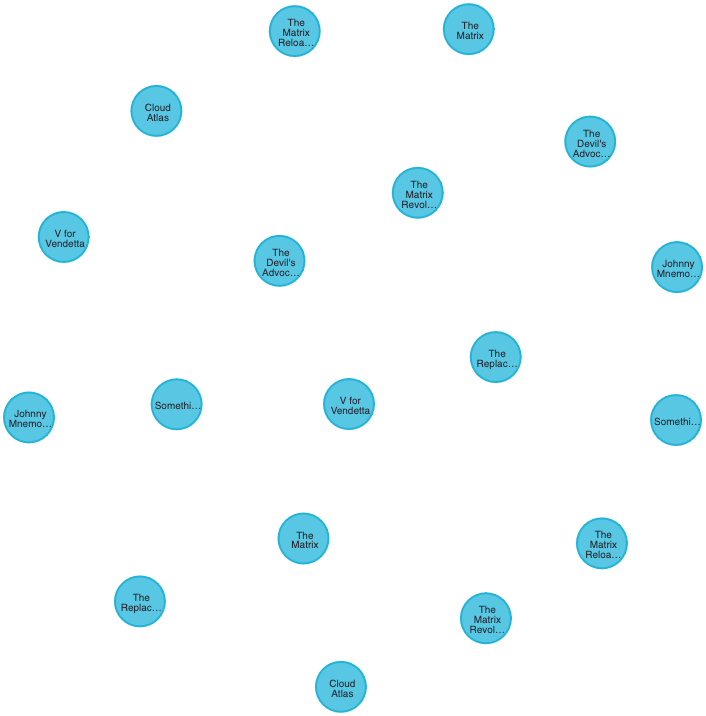 The
Matrix
Reloa...
The
Matrix
Cloud
Atlas
The
Devil's
Advoc...
The
Matrix
Revol...
V for
Vendetta
The
Devil's
Advoc...
Johnny
Mnemo...
The
Replac...
Johnny
Mnemo...
Somethi...
V for
Vendetta
Somethi...
The
Matrix
The
Matrix
Reloa...
The
Replac...
The
Matrix
Revol...
Cloud
Atlas